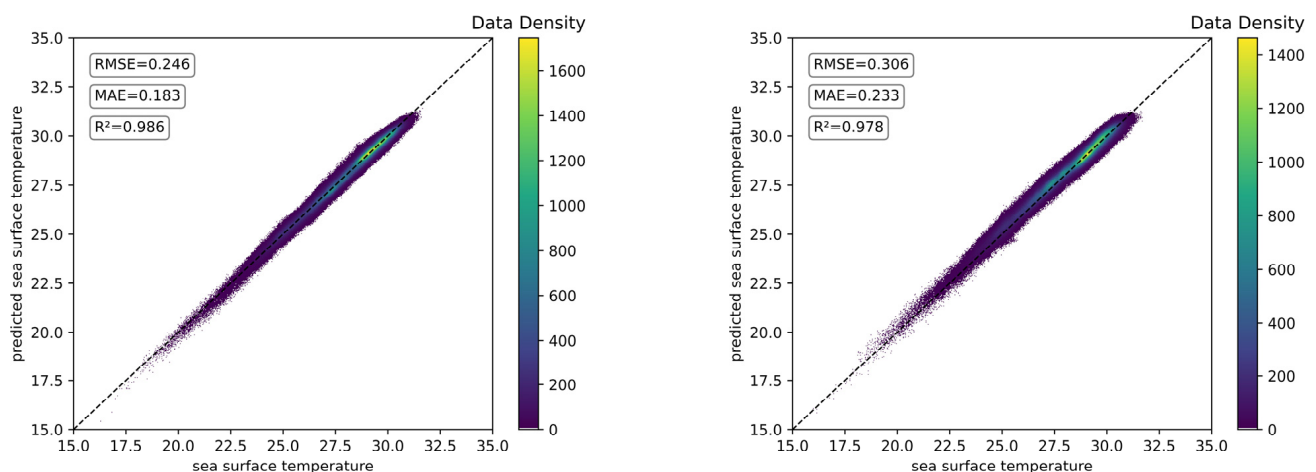 Data Density
35.0
32.5
30.0
27.5
25.0
22.5
20.0
17.5
15.0
RMSE=0.246
MAE=0.183
R²=0.986
predicted sea surface temperature
15.0 17.5 20.0 22.5 25.0 27.5 30.0 32.5 35.0
sea surface temperature
1600
1400
1200
1000
800
600
400
200
0
Data Density
35.0
32.5
30.0
27.5
25.0
22.5
20.0
17.5
15.0
RMSE=0.306
MAE=0.233
R²=0.978
predicted sea surface temperature
15.0 17.5 20.0 22.5 25.0 27.5 30.0 32.5 35.0
sea surface temperature
1400
1200
1000
800
600
400
200
0